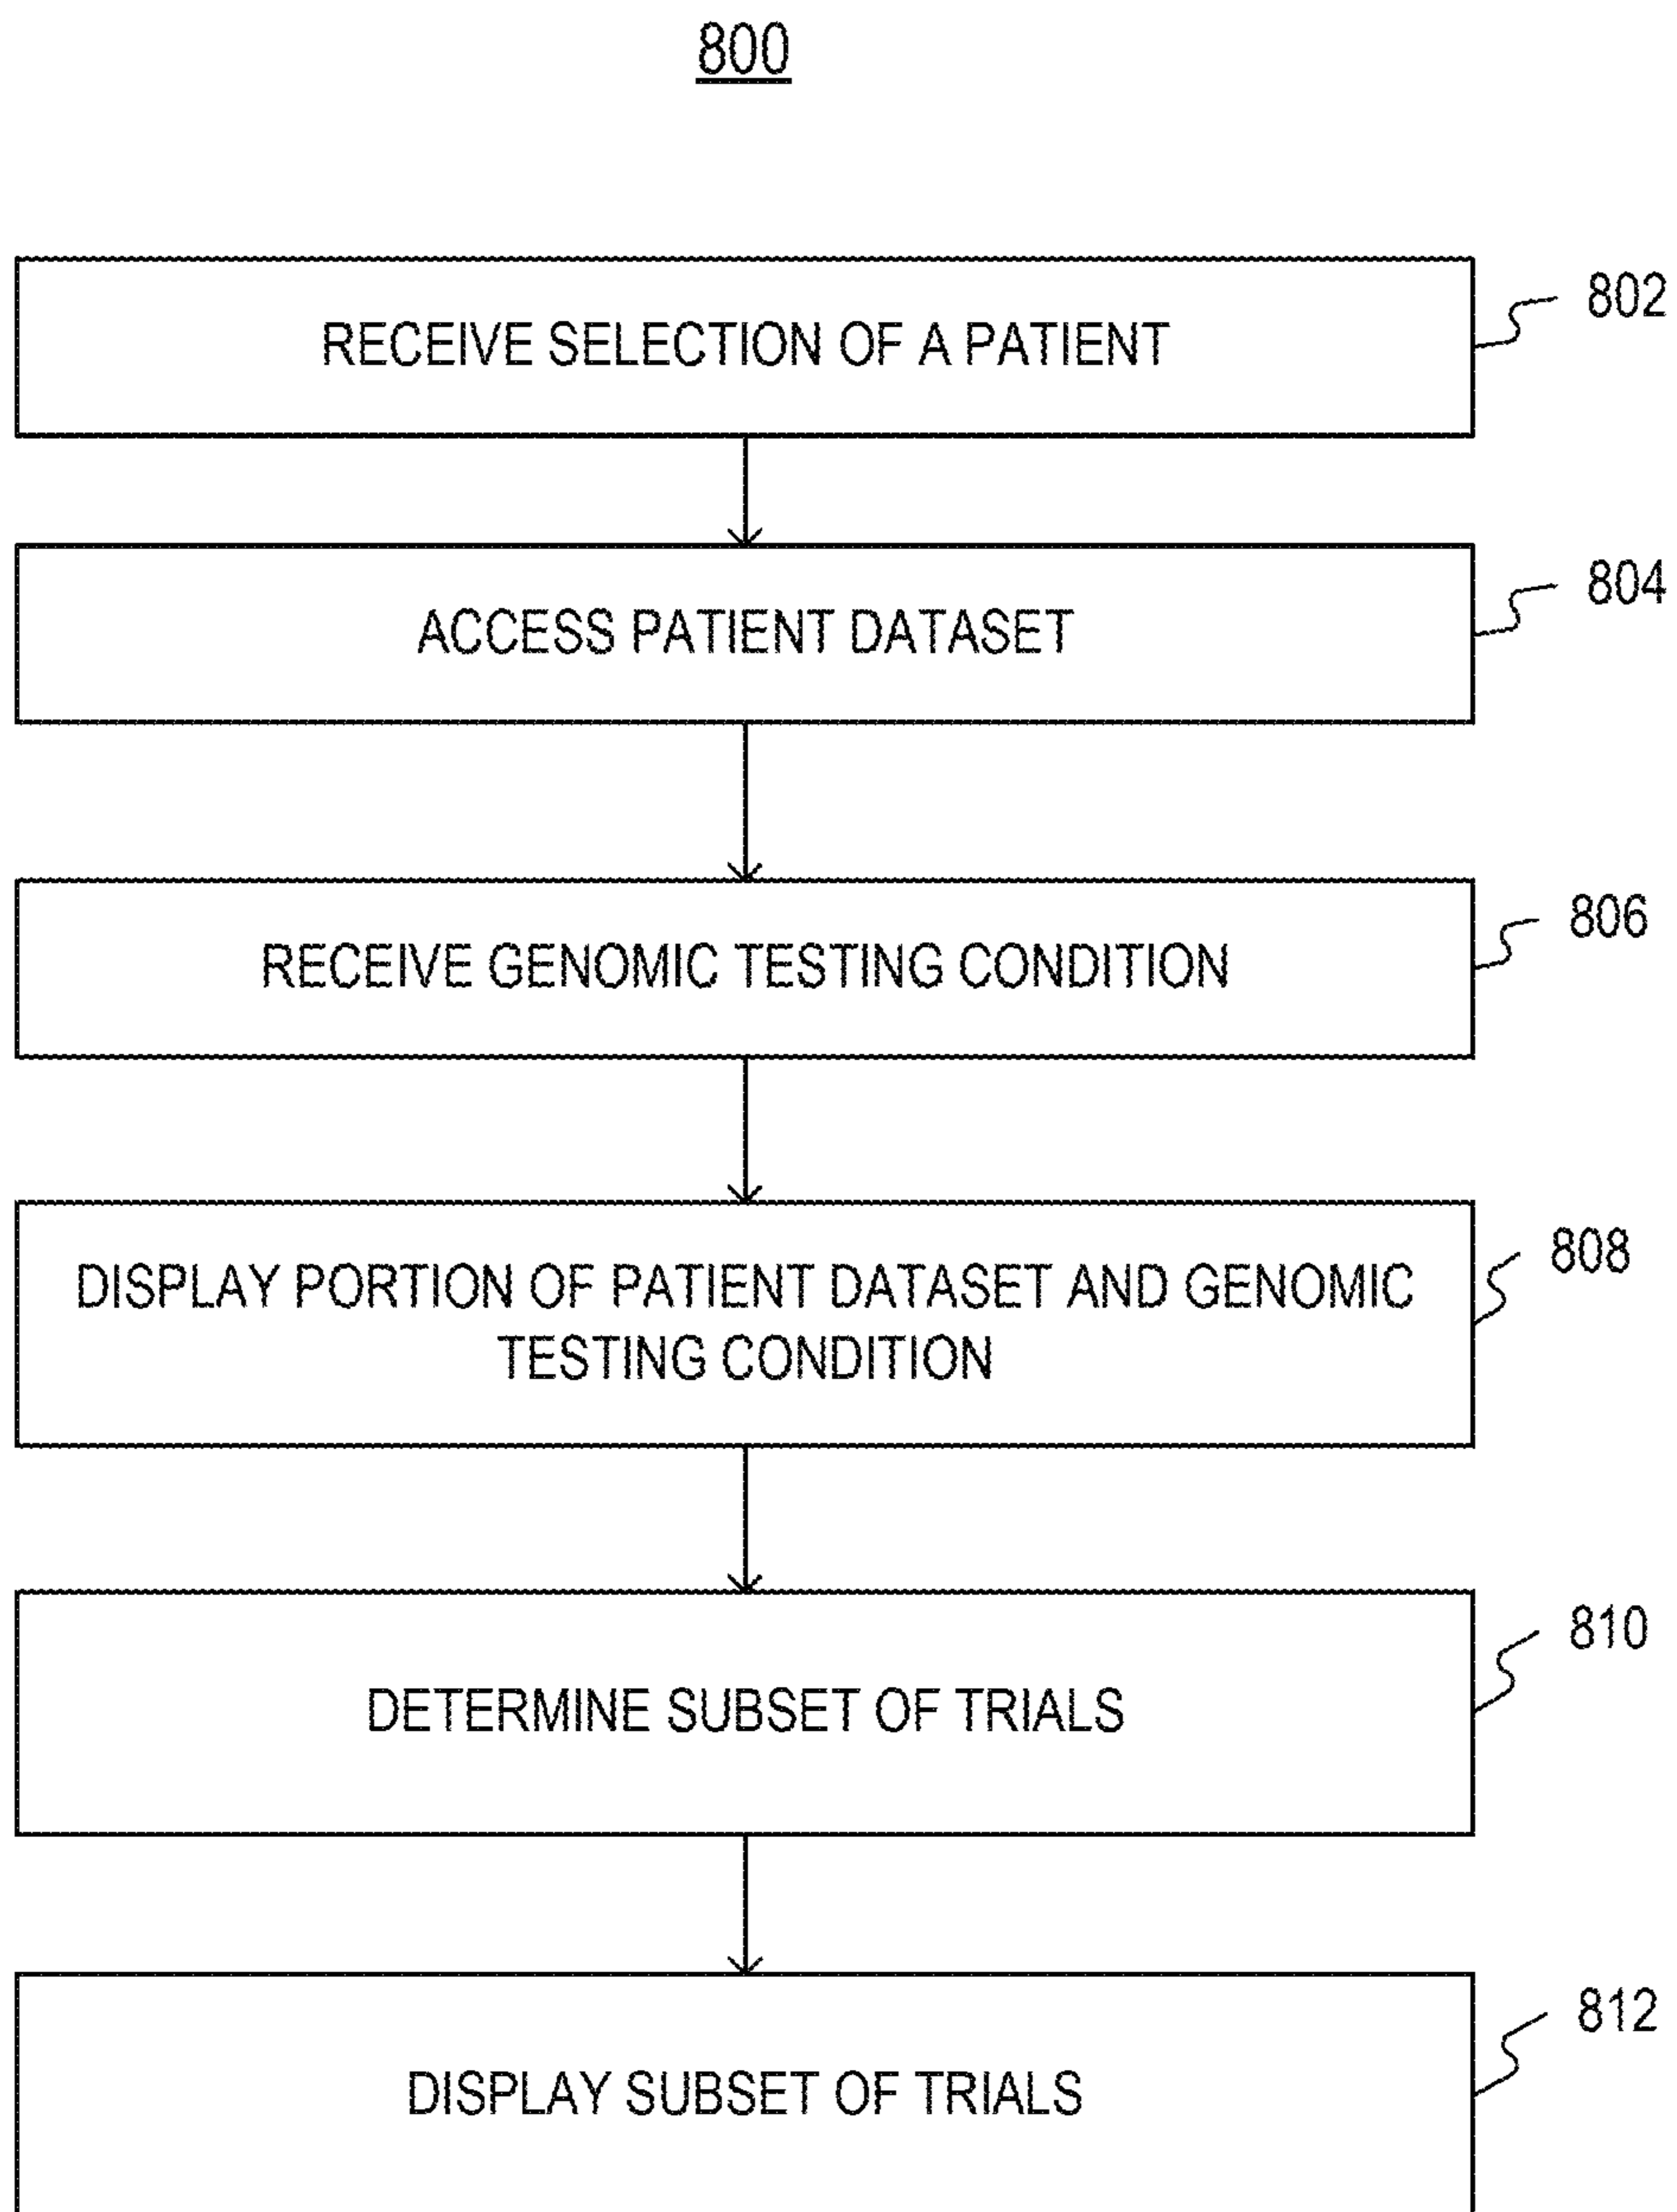 800
RECEIVE SELECTION OF A PATIENT
802
ACCESS PATIENT DATASET
804
RECEIVE GENOMIC TESTING CONDITION
806
DISPLAY PORTION OF PATIENT DATASET AND GENOMIC
TESTING CONDITION
808
DETERMINE SUBSET OF TRIALS
810
DISPLAY SUBSET OF TRIALS
812